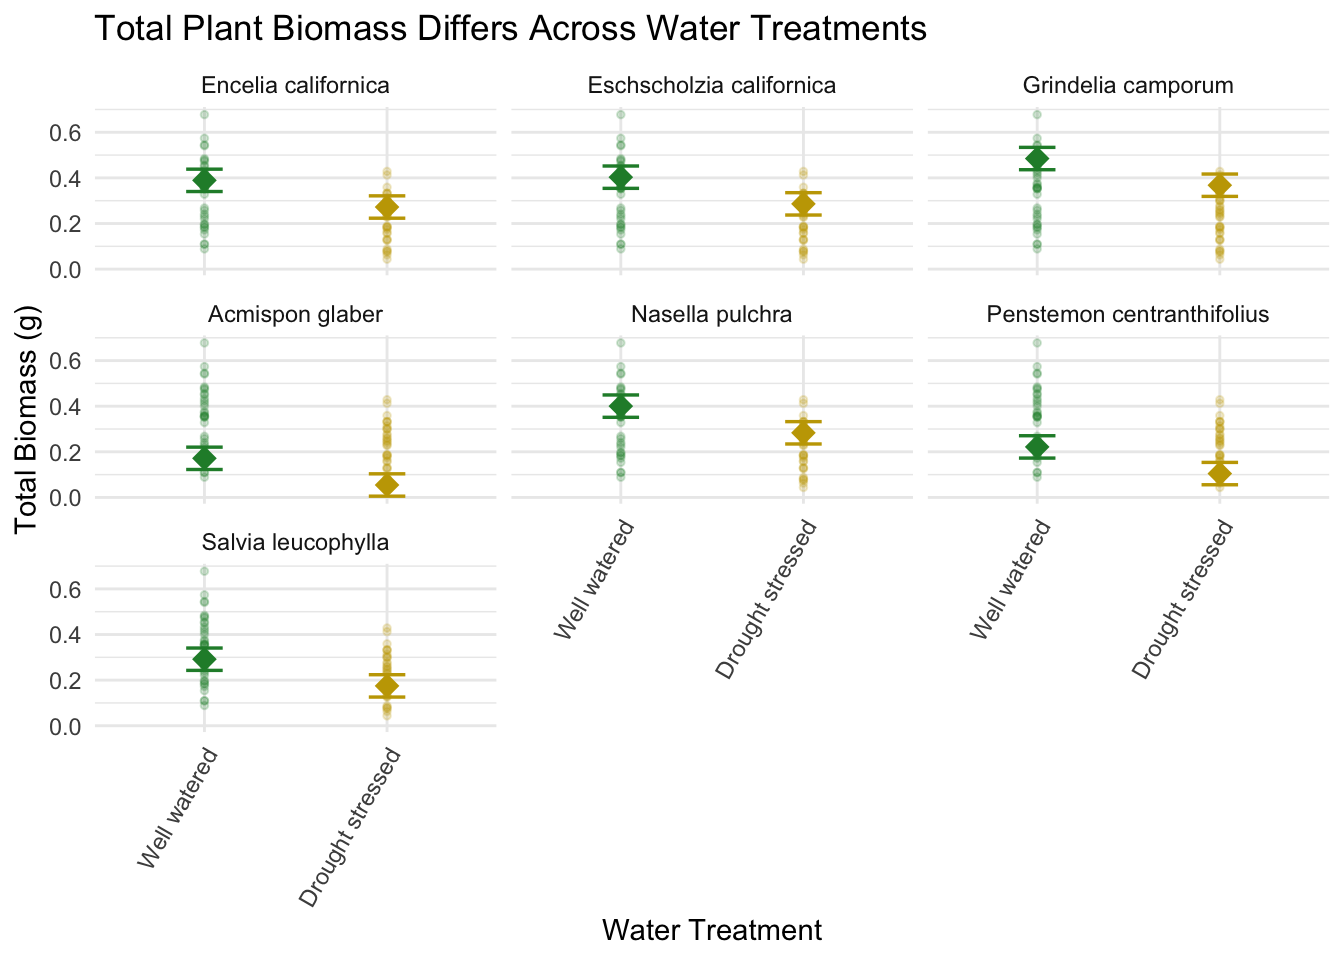 Total Plant Biomass Differs Across Water Treatments
Encelia californica
Eschscholzia californica
Grindelia camporum
0.6
0.4
0.2
0.0
Acmispon glaber
Nasella pulchra
Penstemon centranthifolius
0.6
0.4
0.2
0.0
Total Biomass (g)
Salvia leucophylla
Well watered
Drought stressed
Well watered
Drought stressed
0.6
0.4
0.2
0.0
Well watered
Drought stressed
Water Treatment